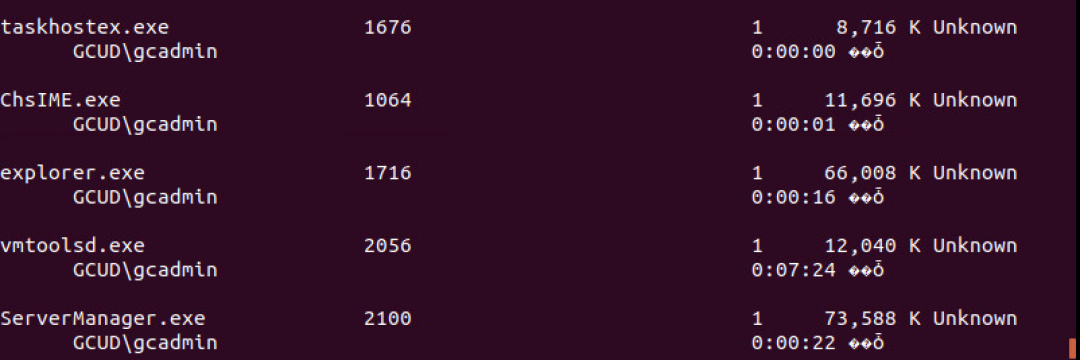 taskhostex.exe 1676 1 8,716 K Unknown
GCUD\gcadmin 0:00:00 ��ȱ
ChsIME.exe 1064 1 11,696 K Unknown
GCUD\gcadmin 0:00:01 ��ȱ
explorer.exe 1716 1 66,008 K Unknown
GCUD\gcadmin 0:00:16 ��ȱ
vmtoolsd.exe 2056 1 12,040 K Unknown
GCUD\gcadmin 0:07:24 ��ȱ
ServerManager.exe 2100 1 73,588 K Unknown
GCUD\gcadmin 0:00:22 ��ȱ